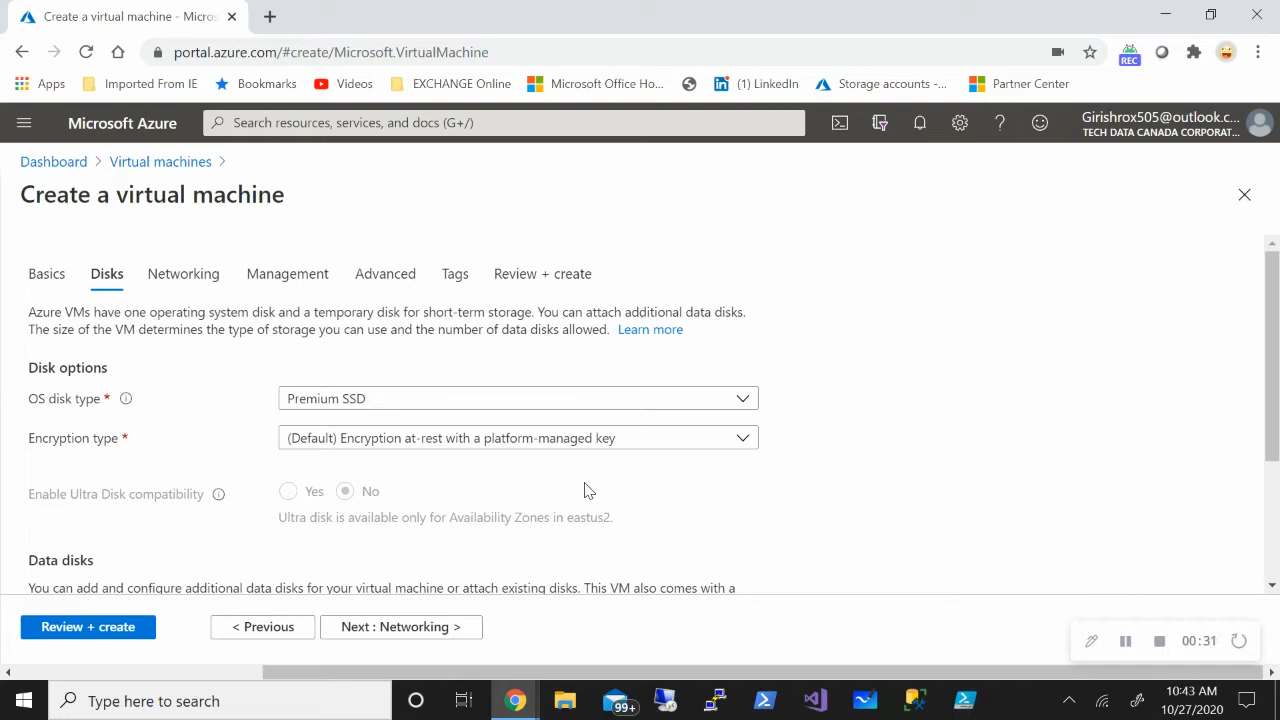 Create a virtual machine - Micros
portal.azure.com/#create/Microsoft.VirtualMachine
REC
Apps Imported From IE Bookmarks Videos EXCHANGE Online Microsoft Office Ho... (1) LinkedIn Storage accounts -... Partner Center
Microsoft Azure Search resources, services, and docs (G+/) Girishrox505@outlook.c...
TECH DATA CANADA CORPORAT...
Dashboard > Virtual machines >
Create a virtual machine
Basics Disks Networking Management Advanced Tags Review + create
Azure VMs have one operating system disk and a temporary disk for short-term storage. You can attach additional data disks.
The size of the VM determines the type of storage you can use and the number of data disks allowed. Learn more
Disk options
OS disk type * Premium SSD
Encryption type * (Default) Encryption at-rest with a platform-managed key
Enable Ultra Disk compatibility Yes No
Ultra disk is available only for Availability Zones in eastus2.
Data disks
You can add and configure additional data disks for your virtual machine or attach existing disks. This VM also comes with a
Review + create < Previous Next : Networking >
00:31
Type here to search 99+ 10:43 AM
10/27/2020